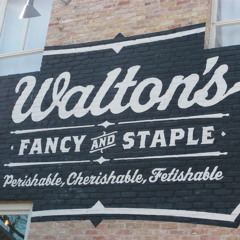 Walton's
FANCY AND STAPLE
Perishable, Cherishable, Fetishable